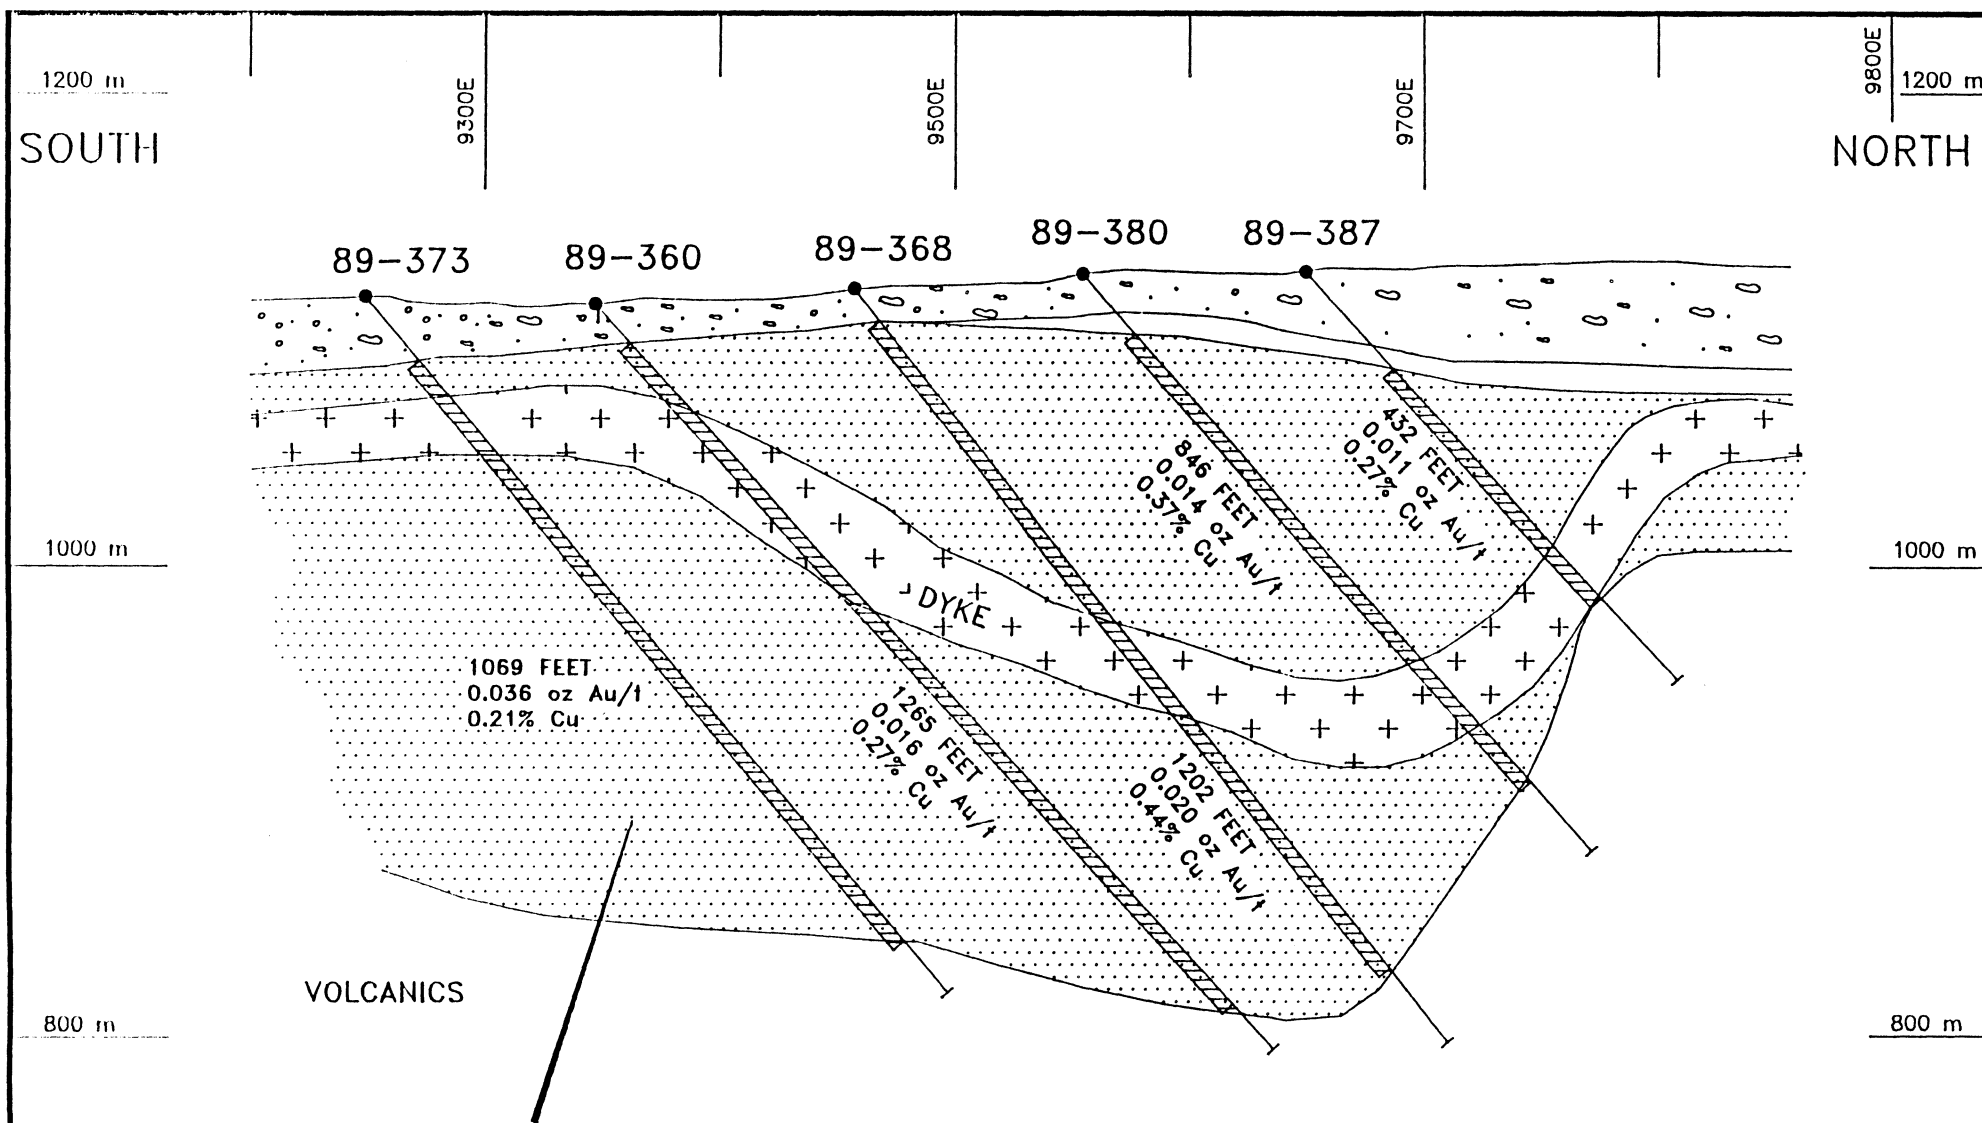 1200 m
9300E
9500E
9700E
9800E
1200 m
SOUTH
NORTH
89-373
89-360
89-368
89-380
89-387
432 FEET
0.011 oz Au/t
0.27% Cu
846 FEET
0.014 oz Au/t
0.37% Cu
1000 m
1000 m
DYKE
1069 FEET
0.036 oz Au/t
0.21% Cu
1265 FEET
0.016 oz Au/t
0.27% Cu
1202 FEET
0.020 oz Au/t
0.44% Cu
VOLCANICS
800 m
800 m